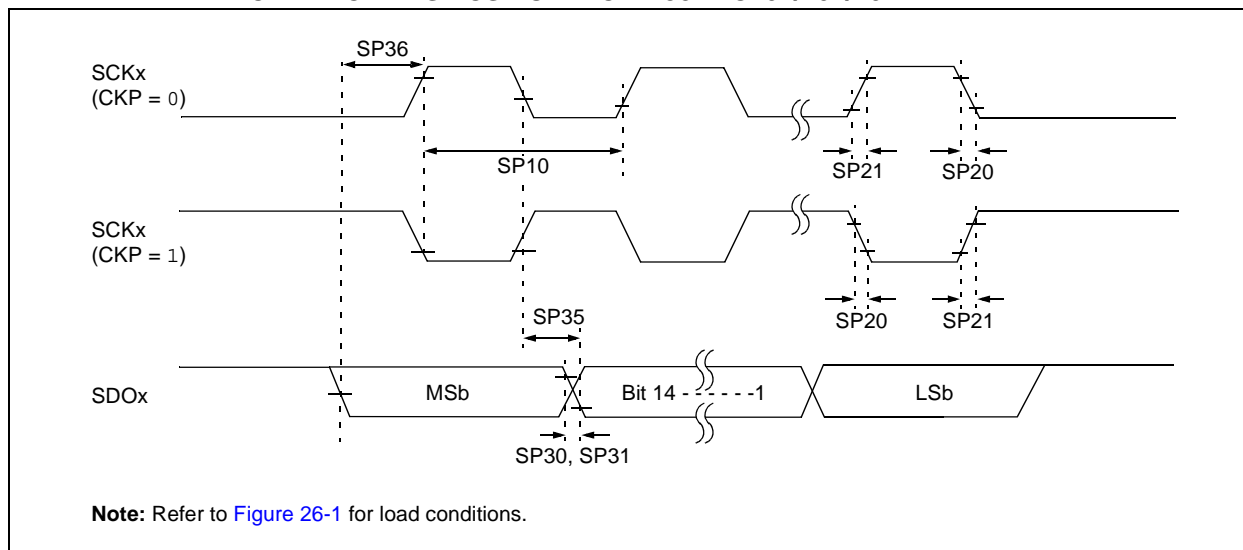 SP36
SCKx
(CKP = 0)
SP10
SP21
SP20
SCKx
(CKP = 1)
SP35
SP20
SP21
SDOx
MSb
Bit 14 - - - - - -1
LSb
SP30, SP31
Note: Refer to Figure 26-1 for load conditions.